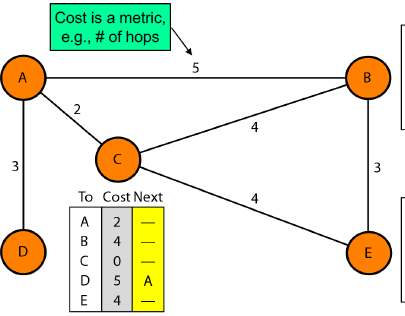 Cost is a metric,
e.g., # of hops
A
5
B
2
C
4
3
4
3
To Cost Next
A 2 —
B 4 —
C 0 —
D 5 A
E 4 —
D
E